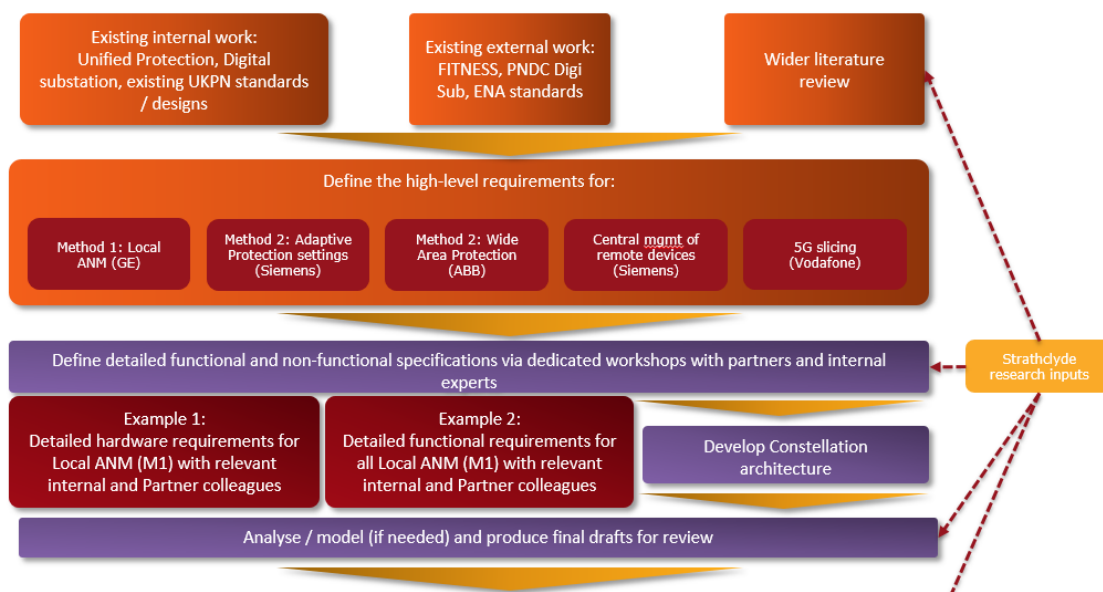 Existing internal work:
Unified Protection, Digital
substation, existing UKPN standards
/ designs
Existing external work:
FITNESS, PNDC Digi
Sub, ENA standards
Wider literature
review
Define the high-level requirements for:
Method 1: Local
ANM (GE)
Method 2: Adaptive
Protection settings
(Siemens)
Method 2: Wide
Area Protection
(ABB)
Central mgmt of
remote devices
(Siemens)
5G slicing
(Vodafone)
Define detailed functional and non-functional specifications via dedicated workshops with partners and internal
experts
Strathclyde
research inputs
Example 1:
Detailed hardware requirements for
Local ANM (M1) with relevant
internal and Partner colleagues
Example 2:
Detailed functional requirements for
all Local ANM (M1) with relevant
internal and Partner colleagues
Develop Constellation
architecture
Analyse / model (if needed) and produce final drafts for review